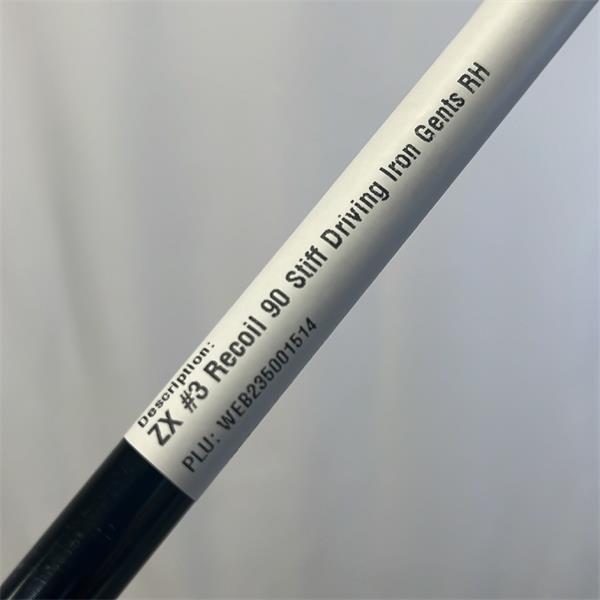 Description:
ZX #3 Recoil 90 Stiff Driving Iron Gents RH
PLU: WEB235001514